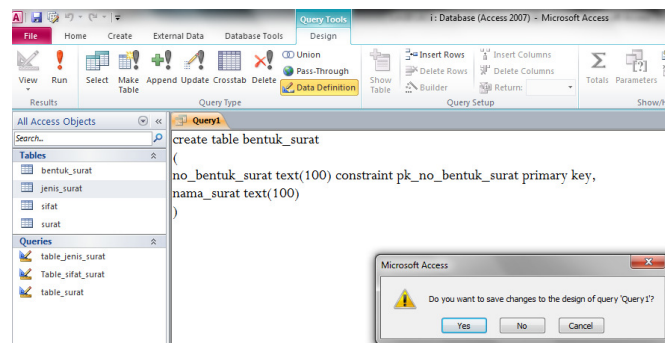 A
Query Tools
i : Database (Access 2007) - Microsoft Access
File Home Create External Data Database Tools Design
View Run Select Make Table Append Update Crosstab Delete
Union
Pass-Through
Data Definition
Show Table
Insert Rows
Delete Rows
Builder
Insert Columns
Delete Columns
Return:
Totals Parameters
Results Query Type Query Setup Show/H
All Access Objects
Search...
Tables
bentuk_surat
jenis_surat
sifat
surat
Queries
table_jenis_surat
Table_sifat_surat
table_surat
Query1
create table bentuk_surat
(
no_bentuk_surat text(100) constraint pk_no_bentuk_surat primary key,
nama_surat text(100)
)
Microsoft Access
Do you want to save changes to the design of query 'Query1'?
Yes No Cancel